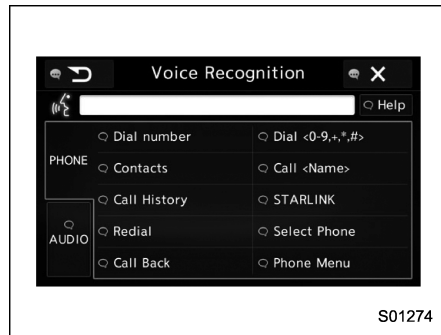 Voice Recognition
Help
PHONE
AUDIO
Dial number
Dial <0-9,+,*,#>
Contacts
Call <Name>
Call History
STARLINK
Redial
Select Phone
Call Back
Phone Menu
S01274